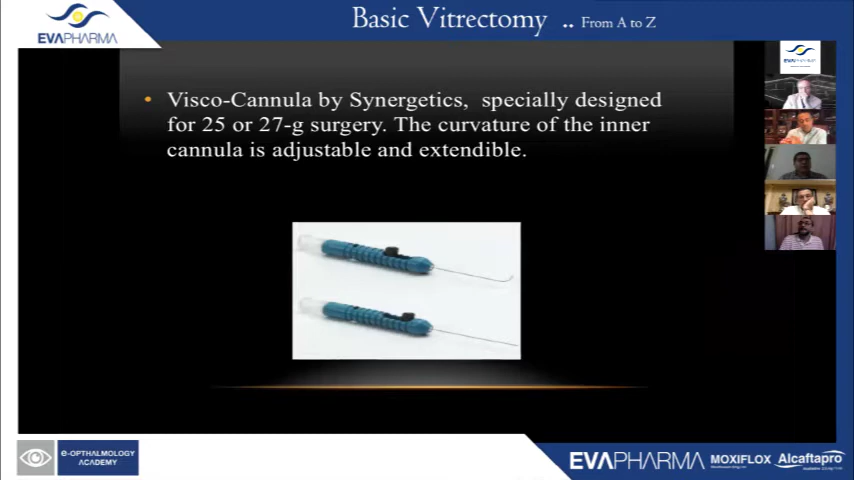 Basic Vitrectomy .. From A to Z
EVAPHARMA
• Visco-Cannula by Synergetics, specially designed
for 25 or 27-g surgery. The curvature of the inner
cannula is adjustable and extendible.
e-OPTHALMOLOGY
ACADEMY
EVAPHARMA
MOXIFLOX
Alcaftapro